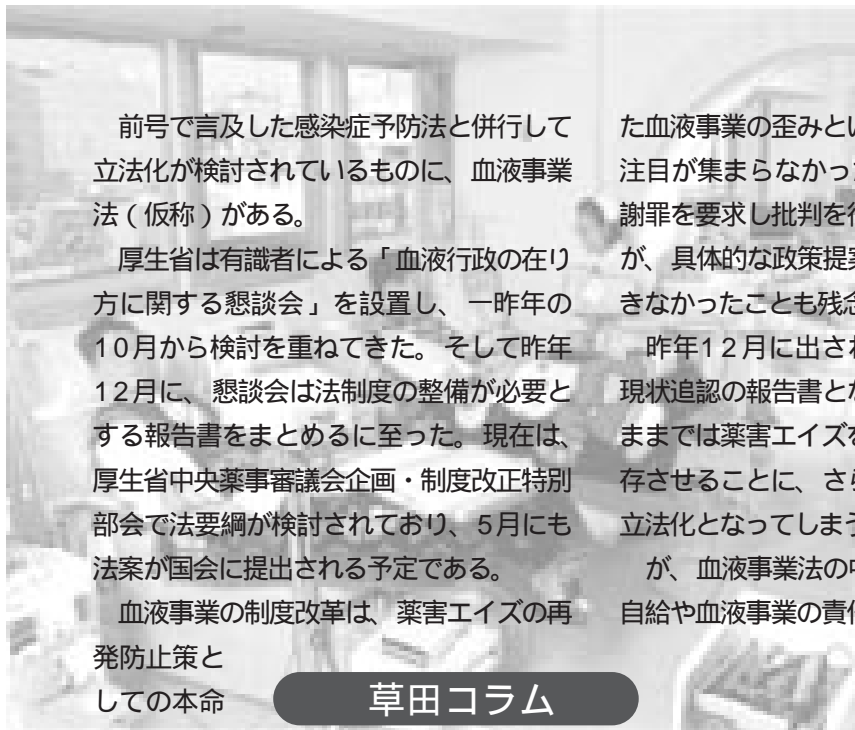 前号で言及した感染症予防法と併行して
立法化が検討されているものに、血液事業
法（仮称）がある。
厚生省は有識者による「血液行政の在り
方に関する懇談会」を設置し、一昨年の
10月から検討を重ねてきた。そして昨年
12月に、懇談会は法制度の整備が必要と
する報告書をまとめるに至った。現在は、
厚生省中央薬事審議会企画・制度改正特別
部会で法要綱が検討されており、5月にも
法案が国会に提出される予定である。
血液事業の制度改革は、薬害エイズの再
発防止策と
しての本命
た血液事業の歪みと
注目が集まらなかっ
謝罪を要求し批判を
が、具体的な政策提案
きなかったことも残念
昨年12月に出され
現状追認の報告書とな
ままでは薬害エイズを
存させることに、さら
立法化となってしまう
が、血液事業法の
自給や血液事業の責
草田コラム